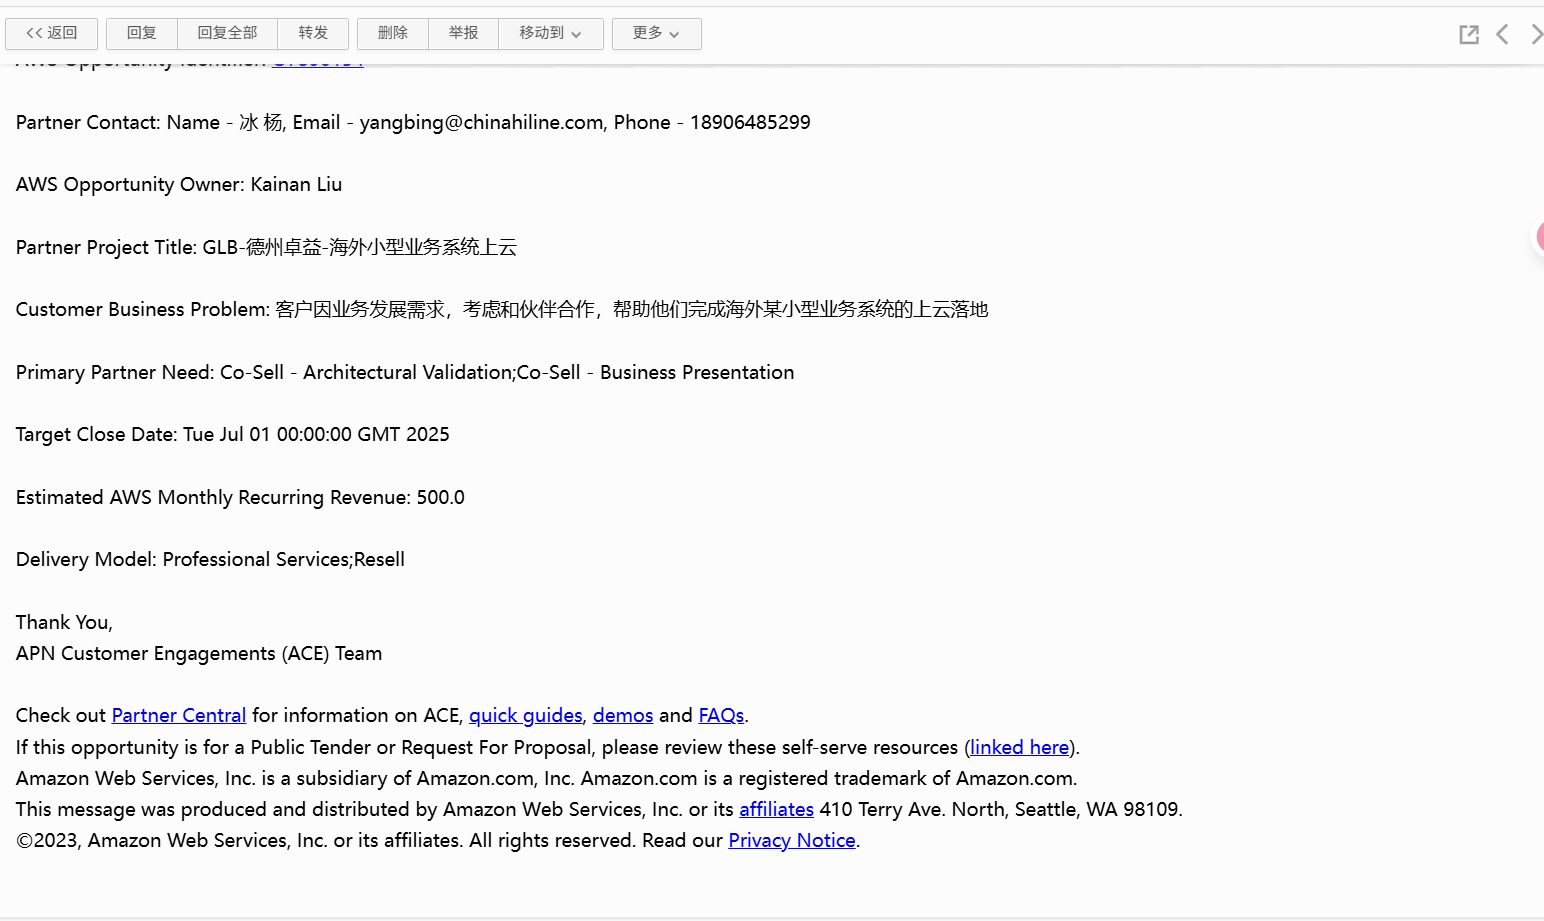 << 返回 回复 回复全部 转发 删除 举报 移动到 更多
AWS Opportunity Identifier:
Partner Contact: Name - 冰 杨, Email - yangbing@chinahiline.com, Phone - 18906485299
AWS Opportunity Owner: Kainan Liu
Partner Project Title: GLB-德州卓益-海外小型业务系统上云
Customer Business Problem: 客户因业务发展需求，考虑和伙伴合作，帮助他们完成海外某小型业务系统的上云落地
Primary Partner Need: Co-Sell - Architectural Validation;Co-Sell - Business Presentation
Target Close Date: Tue Jul 01 00:00:00 GMT 2025
Estimated AWS Monthly Recurring Revenue: 500.0
Delivery Model: Professional Services;Resell
Thank You,
APN Customer Engagements (ACE) Team
Check out Partner Central for information on ACE, quick guides, demos and FAQs.
If this opportunity is for a Public Tender or Request For Proposal, please review these self-serve resources (linked here).
Amazon Web Services, Inc. is a subsidiary of Amazon.com, Inc. Amazon.com is a registered trademark of Amazon.com.
This message was produced and distributed by Amazon Web Services, Inc. or its affiliates 410 Terry Ave. North, Seattle, WA 98109.
©2023, Amazon Web Services, Inc. or its affiliates. All rights reserved. Read our Privacy Notice.